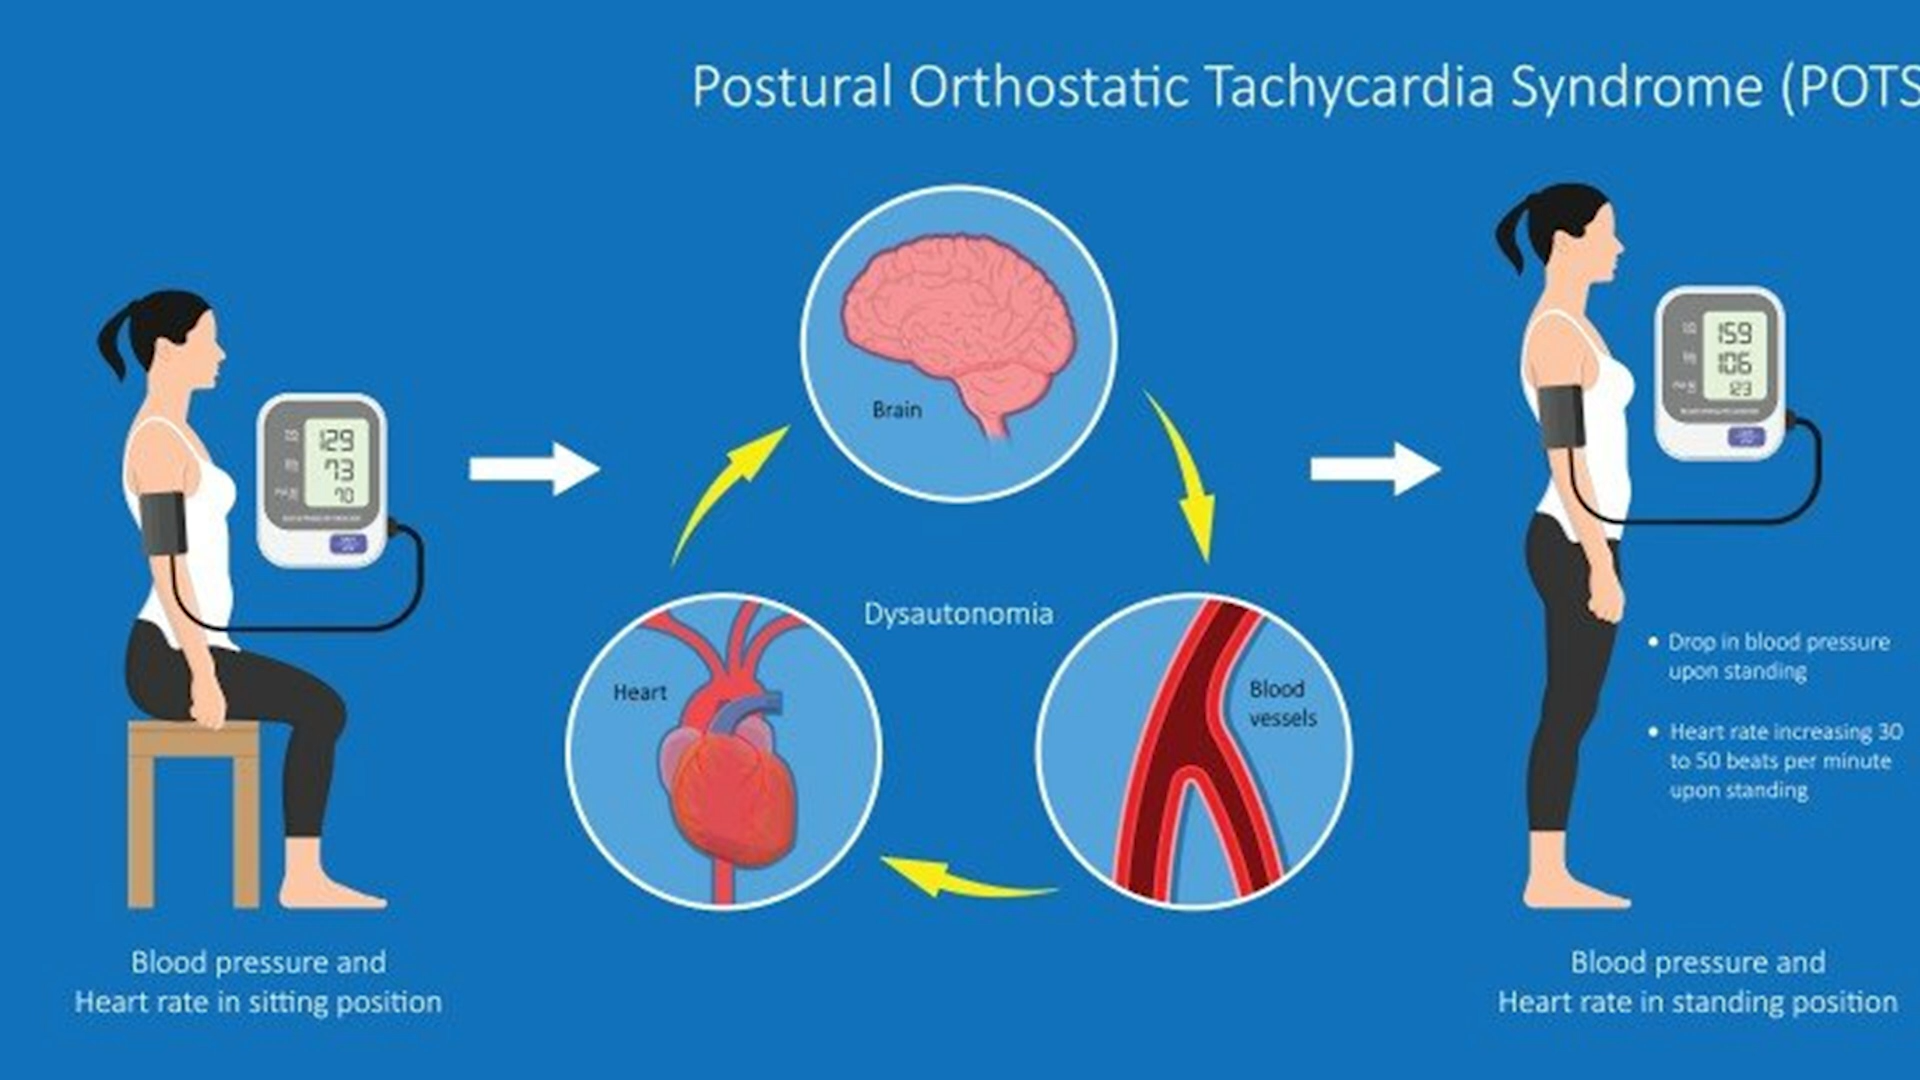 Postural Orthostatic Tachycardia Syndrome (POTS
129
73
70
Brain
159
106
123
Dysautonomia
Heart
Blood
vessels
• Drop in blood pressure
upon standing
• Heart rate increasing 30
to 50 beats per minute
upon standing
Blood pressure and
Heart rate in sitting position
Blood pressure and
Heart rate in standing position